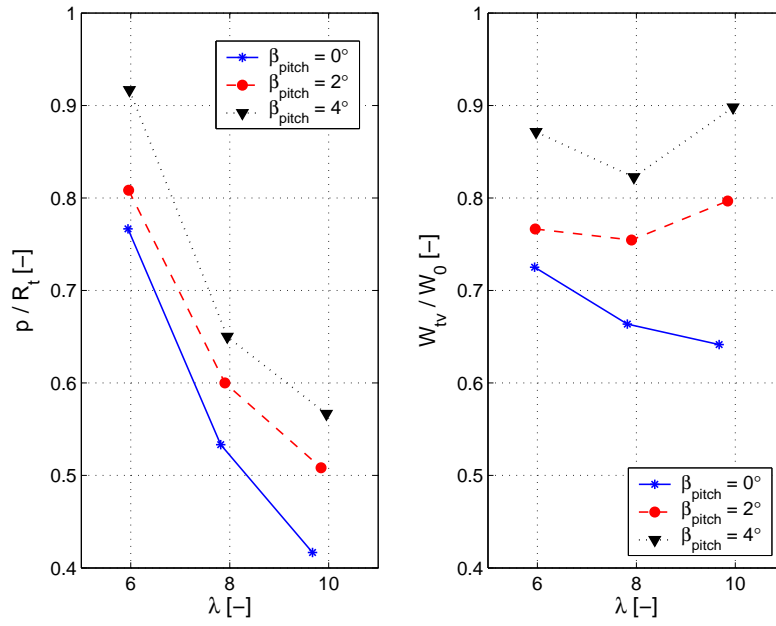 1
0.9
0.8
0.7
0.6
0.5
0.4
6 8 10
λ [−]
p / R_t [−]
β_pitch = 0°
β_pitch = 2°
β_pitch = 4°
1
0.9
0.8
0.7
0.6
0.5
0.4
6 8 10
λ [−]
W_tv / W_0 [−]
β_pitch = 0°
β_pitch = 2°
β_pitch = 4°